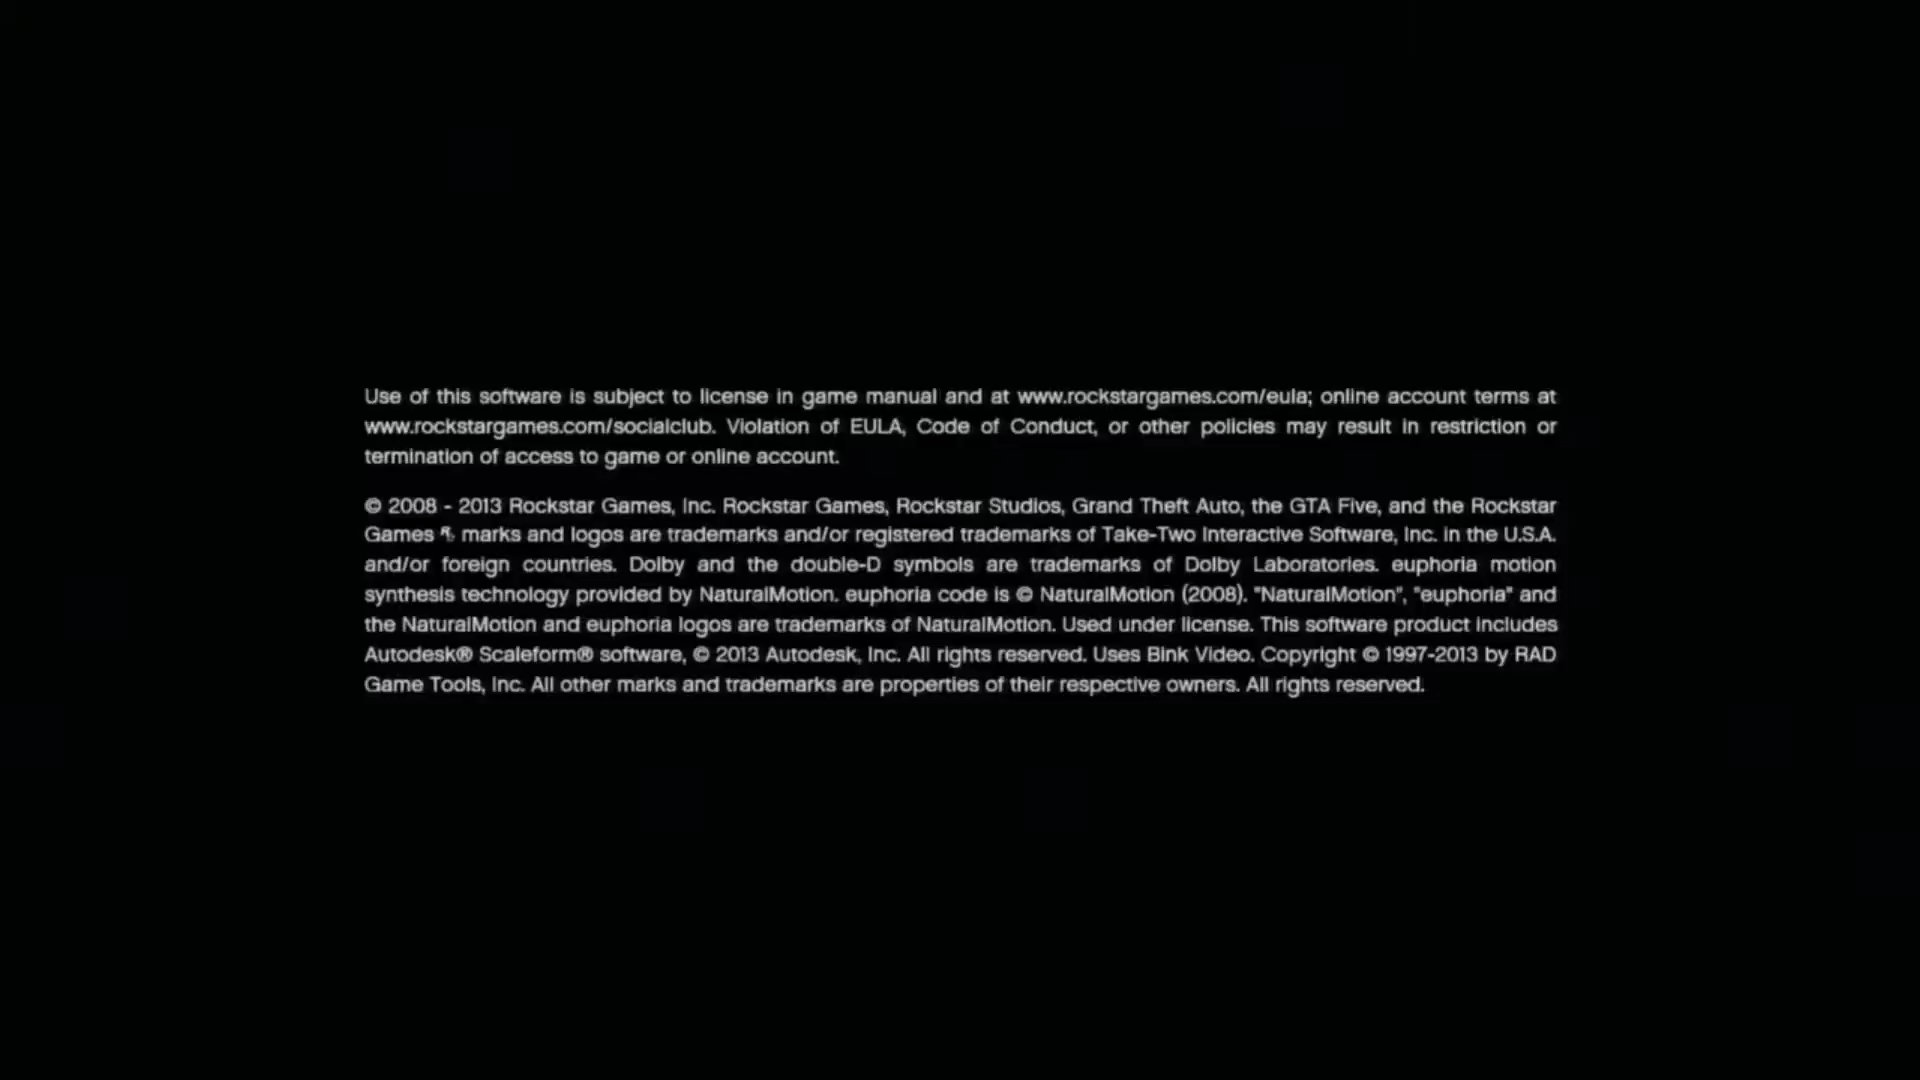 Use of this software is subject to license in game manual and at www.rockstargames.com/eula; online account terms at
www.rockstargames.com/socialclub. Violation of EULA, Code of Conduct, or other policies may result in restriction or
termination of access to game or online account.
© 2008 - 2013 Rockstar Games, Inc. Rockstar Games, Rockstar Studios, Grand Theft Auto, the GTA Five, and the Rockstar
Games R* marks and logos are trademarks and/or registered trademarks of Take-Two Interactive Software, Inc. in the U.S.A.
and/or foreign countries. Dolby and the double-D symbols are trademarks of Dolby Laboratories. euphoria motion
synthesis technology provided by NaturalMotion. euphoria code is © NaturalMotion (2008). "NaturalMotion", "euphoria" and
the NaturalMotion and euphoria logos are trademarks of NaturalMotion. Used under license. This software product includes
Autodesk® Scaleform® software, © 2013 Autodesk, Inc. All rights reserved. Uses Bink Video. Copyright © 1997-2013 by RAD
Game Tools, Inc. All other marks and trademarks are properties of their respective owners. All rights reserved.